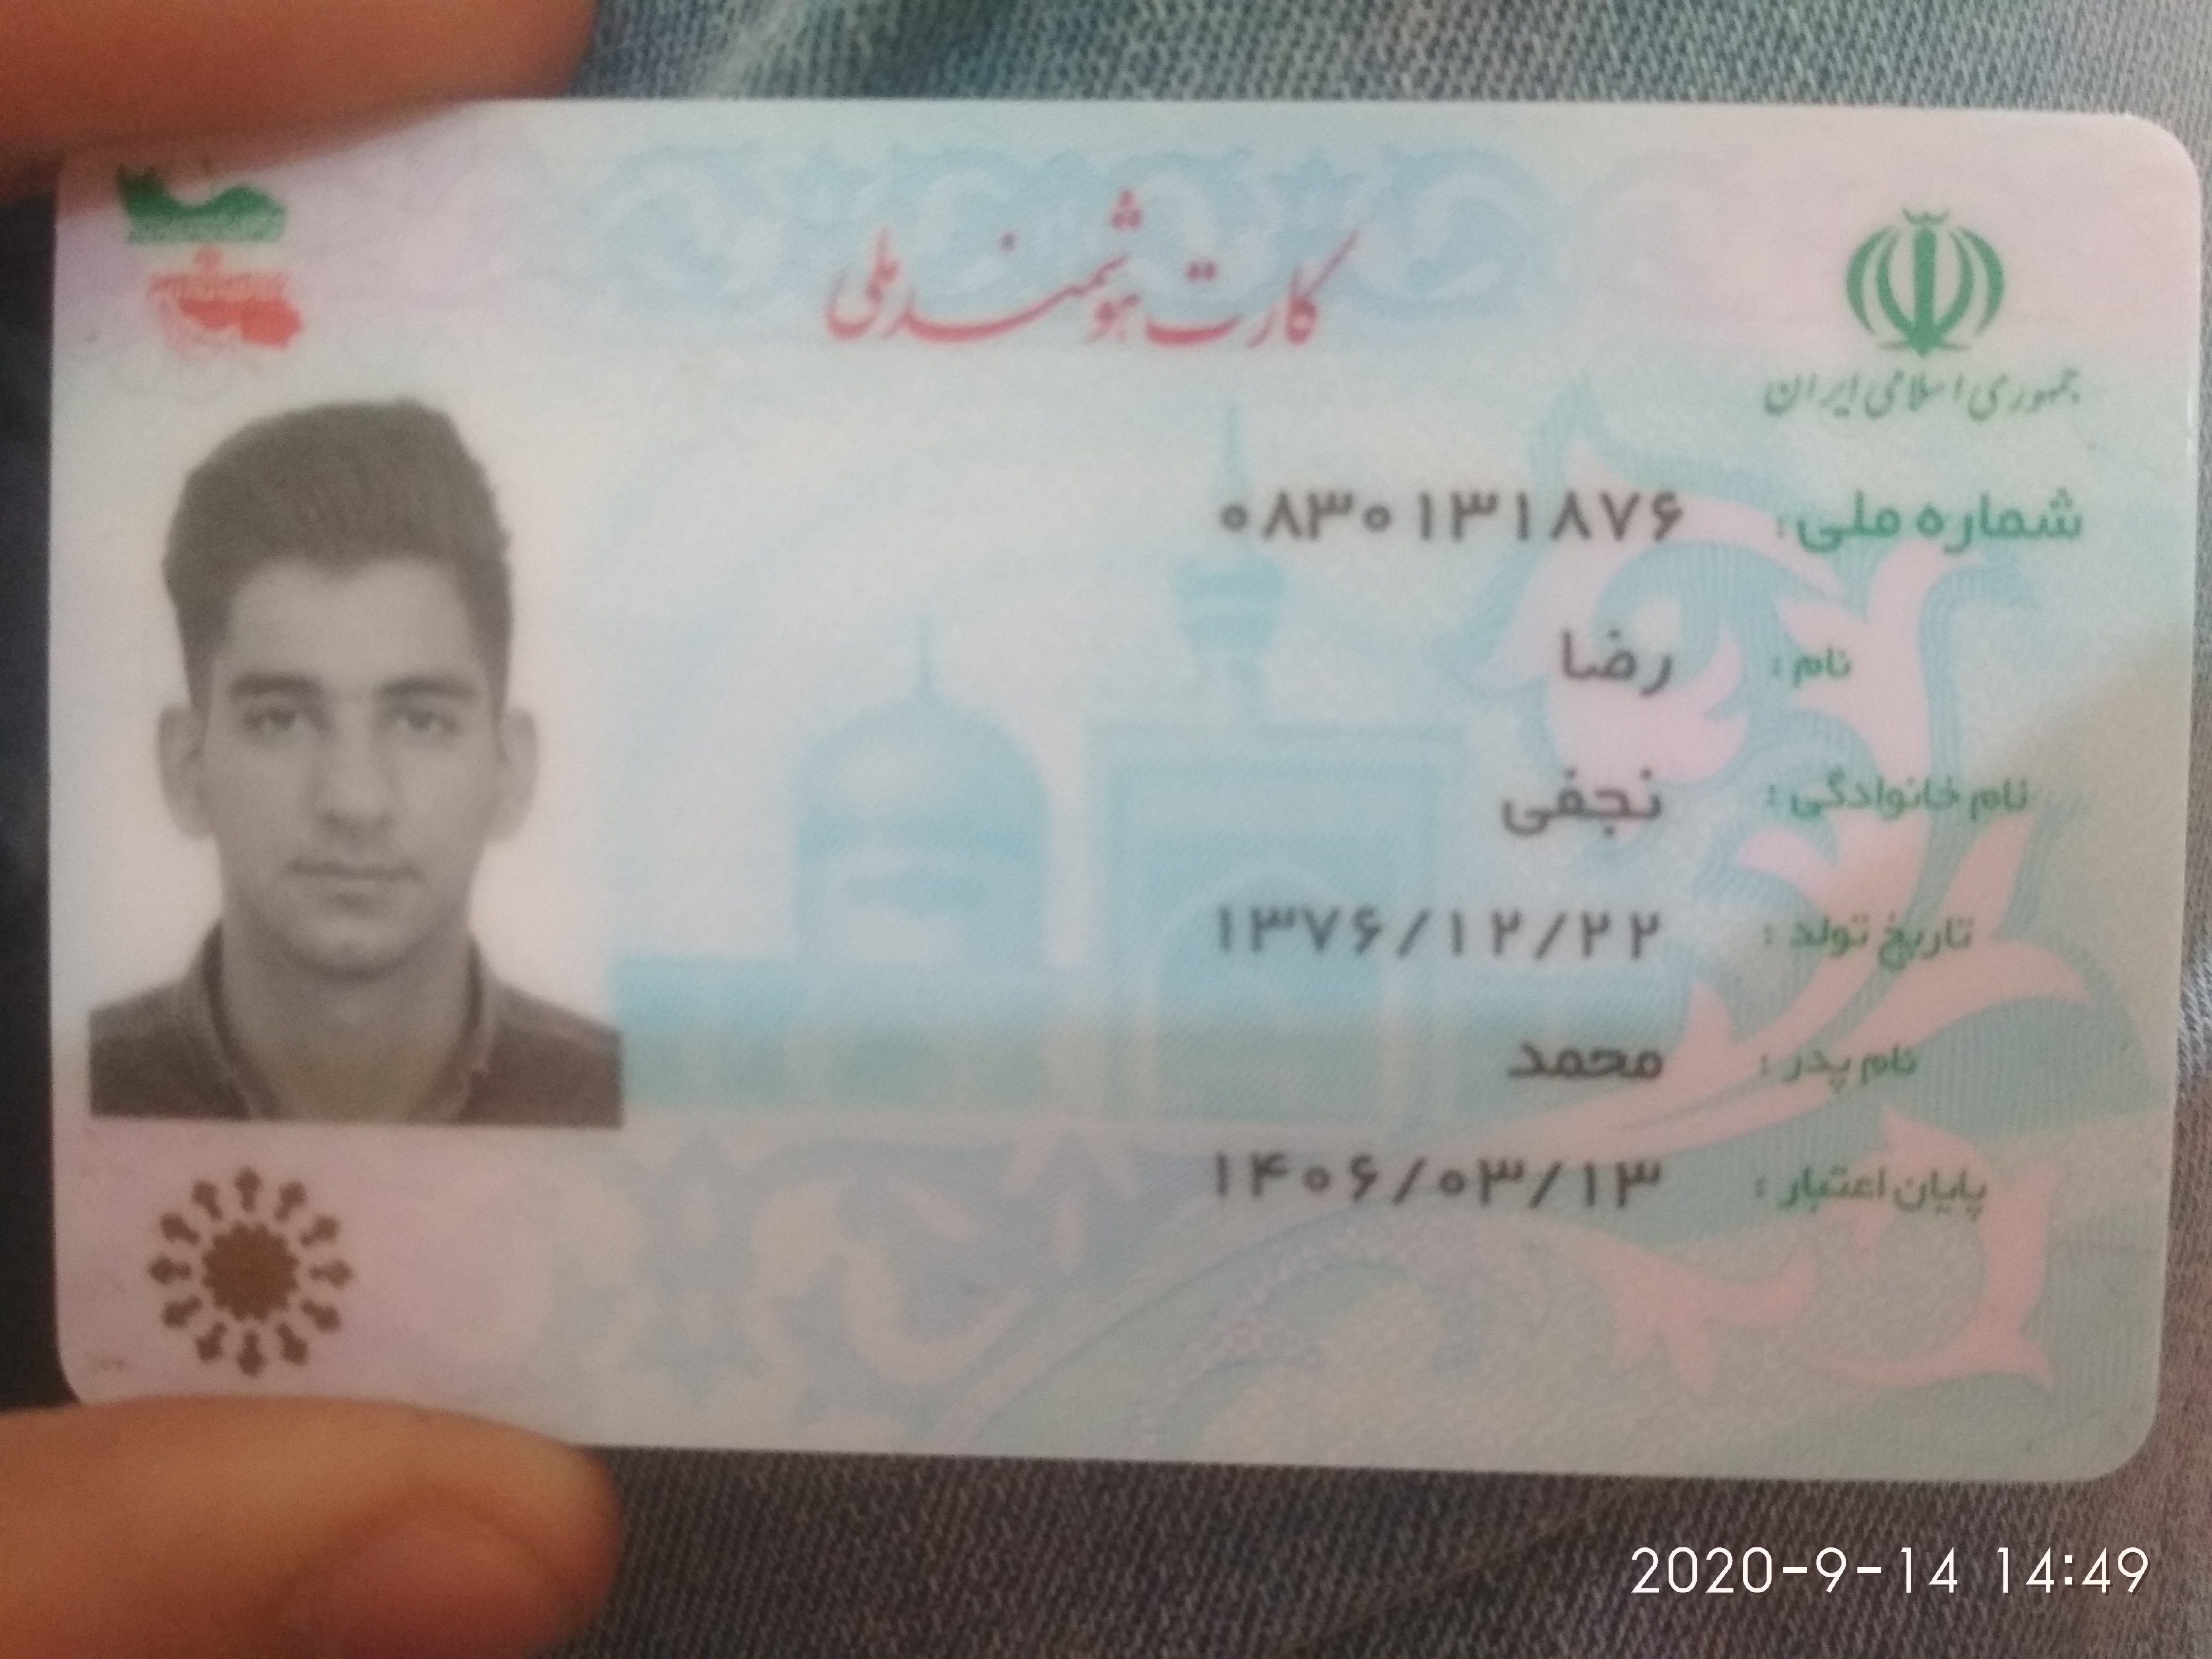 کارت هوشمند ملی
جمهوری اسلامی ایران
شماره ملی: ۰۸۳۰۱۳۱۸۷۶
نام: رضا
نام خانوادگی: نجفی
تاریخ تولد: ۱۳۷۶/۱۲/۲۲
نام پدر: محمد
پایان اعتبار: ۱۴۰۶/۰۳/۱۳
2020-9-14 14:49